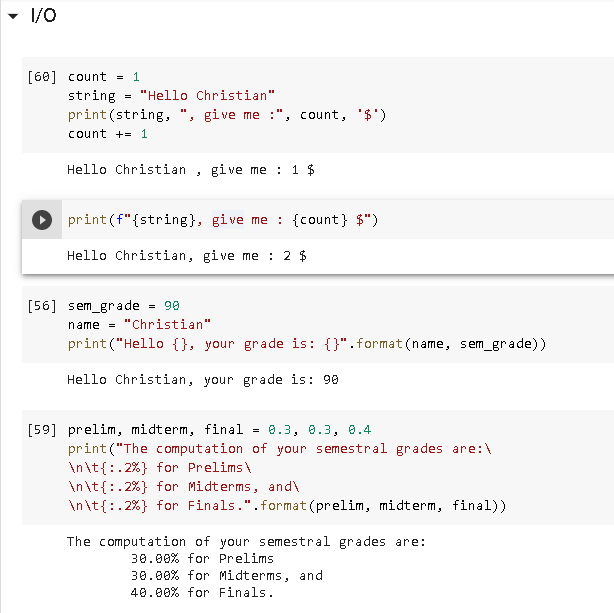 I/O
[60] count = 1
string = "Hello Christian"
print(string, ", give me :", count, '$')
count += 1
Hello Christian , give me : 1 $
print(f"{string}, give me : {count} $")
Hello Christian, give me : 2 $
[56] sem_grade = 90
name = "Christian"
print("Hello {}, your grade is: {}".format(name, sem_grade))
Hello Christian, your grade is: 90
[59] prelim, midterm, final = 0.3, 0.3, 0.4
print("The computation of your semestral grades are:\
\n\t{:.2%} for Prelims\
\n\t{:.2%} for Midterms, and\
\n\t{:.2%} for Finals.".format(prelim, midterm, final))
The computation of your semestral grades are:
30.00% for Prelims
30.00% for Midterms, and
40.00% for Finals.